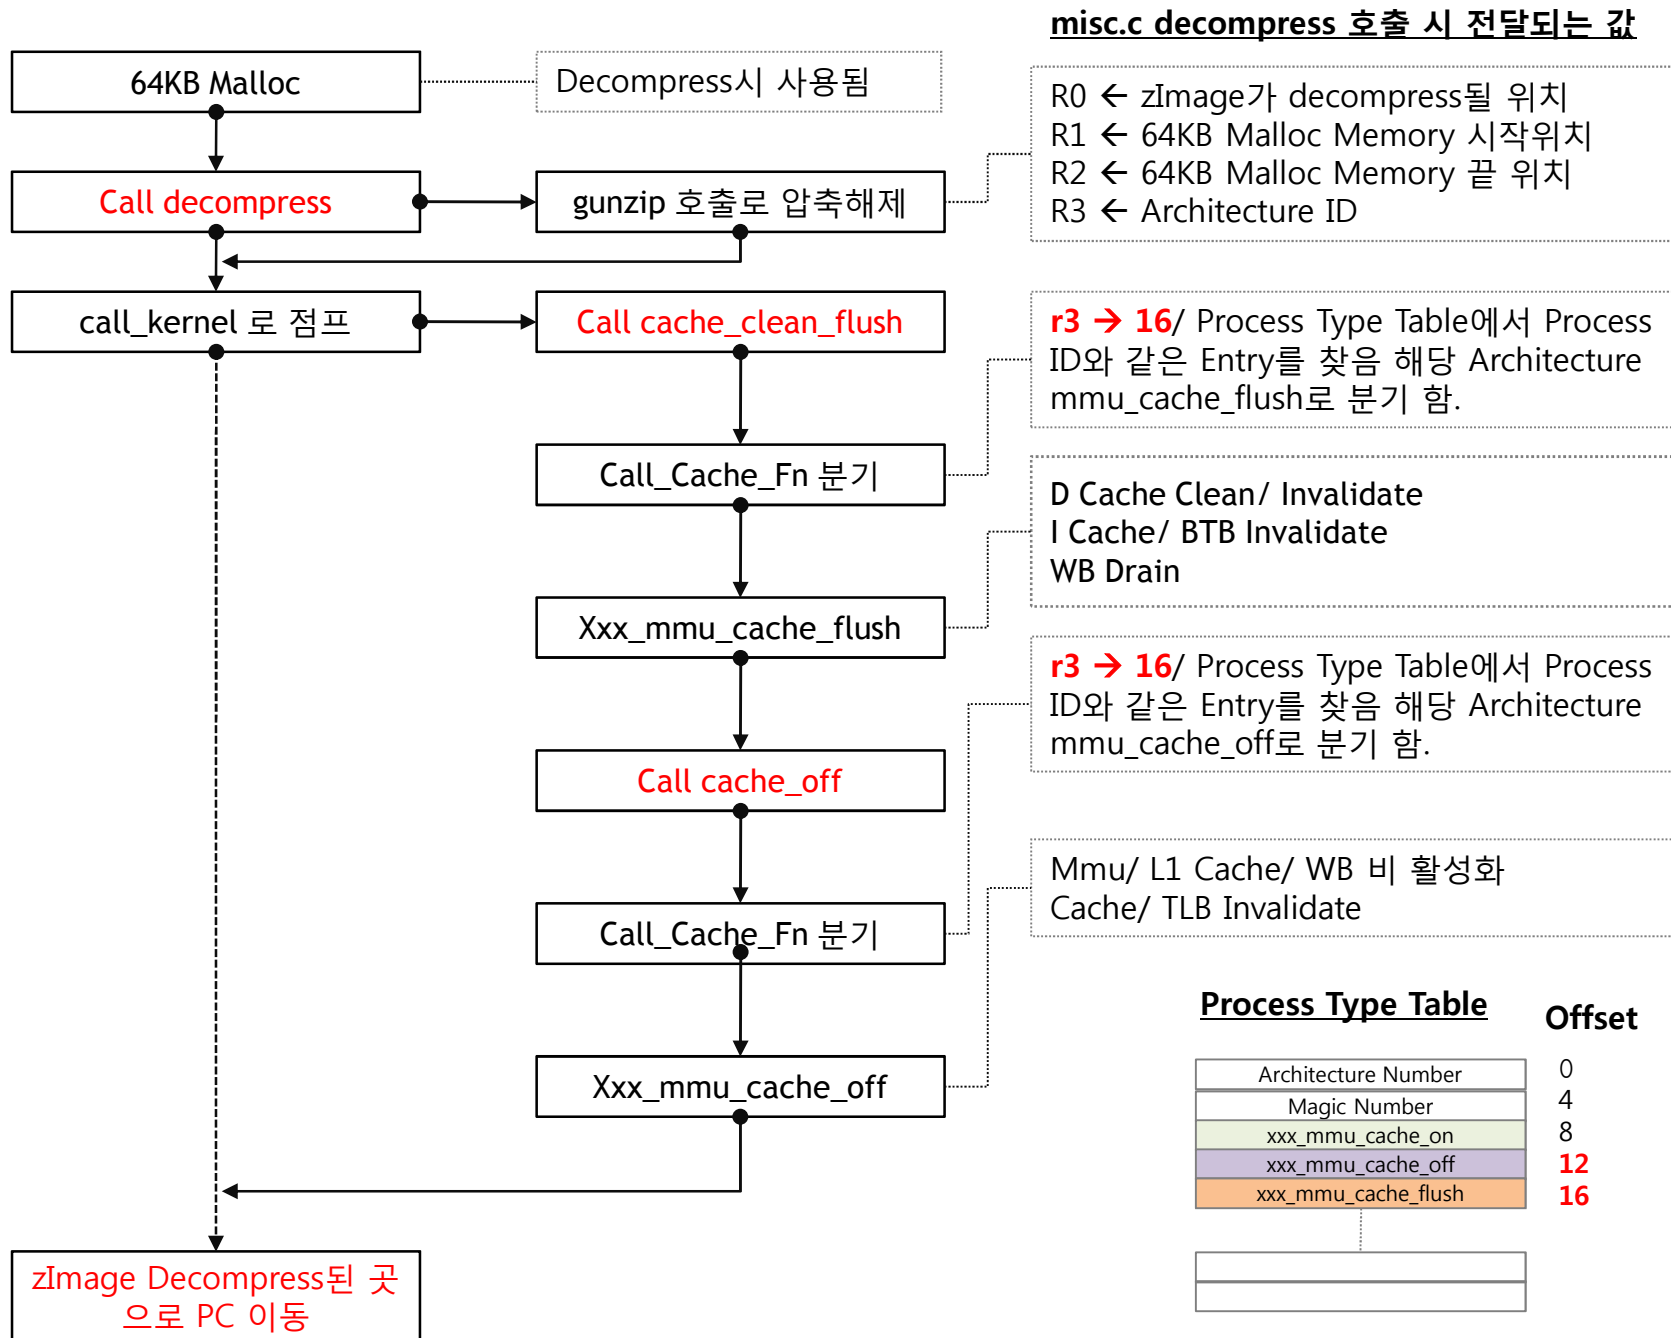 misc.c decompress 호출 시 전달되는 값
64KB Malloc
Decompress시 사용됨
R0 ← zImage가 decompress될 위치
R1 ← 64KB Malloc Memory 시작위치
R2 ← 64KB Malloc Memory 끝 위치
R3 ← Architecture ID
Call decompress
gunzip 호출로 압축해제
call_kernel 로 점프
Call cache_clean_flush
r3 → 16/ Process Type Table에서 Process
ID와 같은 Entry를 찾음 해당 Architecture
mmu_cache_flush로 분기 함.
Call_Cache_Fn 분기
D Cache Clean/ Invalidate
I Cache/ BTB Invalidate
WB Drain
Xxx_mmu_cache_flush
r3 → 16/ Process Type Table에서 Process
ID와 같은 Entry를 찾음 해당 Architecture
mmu_cache_off로 분기 함.
Call cache_off
Mmu/ L1 Cache/ WB 비 활성화
Cache/ TLB Invalidate
Call_Cache_Fn 분기
Xxx_mmu_cache_off
Process Type Table Offset
Architecture Number 0
Magic Number 4
xxx_mmu_cache_on 8
xxx_mmu_cache_off 12
xxx_mmu_cache_flush 16
zImage Decompress된 곳
으로 PC 이동